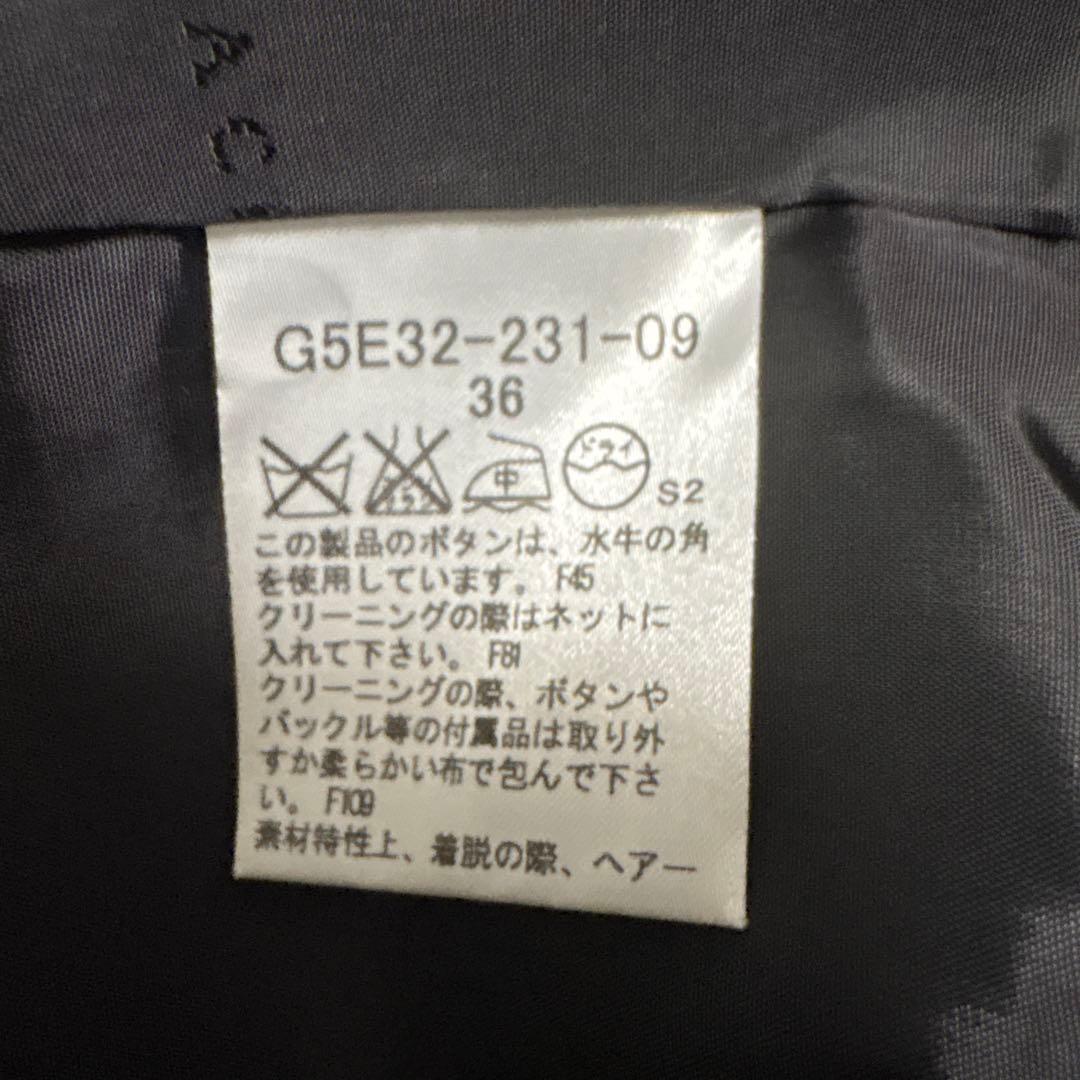 A C
G5E32-231-09
36
中 ドライ S2
この製品のボタンは、水牛の角
を使用しています。 F45
クリーニングの際はネットに
入れて下さい。 F81
クリーニングの際、ボタンや
バックル等の付属品は取り外
すか柔らかい布で包んで下さ
い。 F109
素材特性上、着脱の際、ヘアー